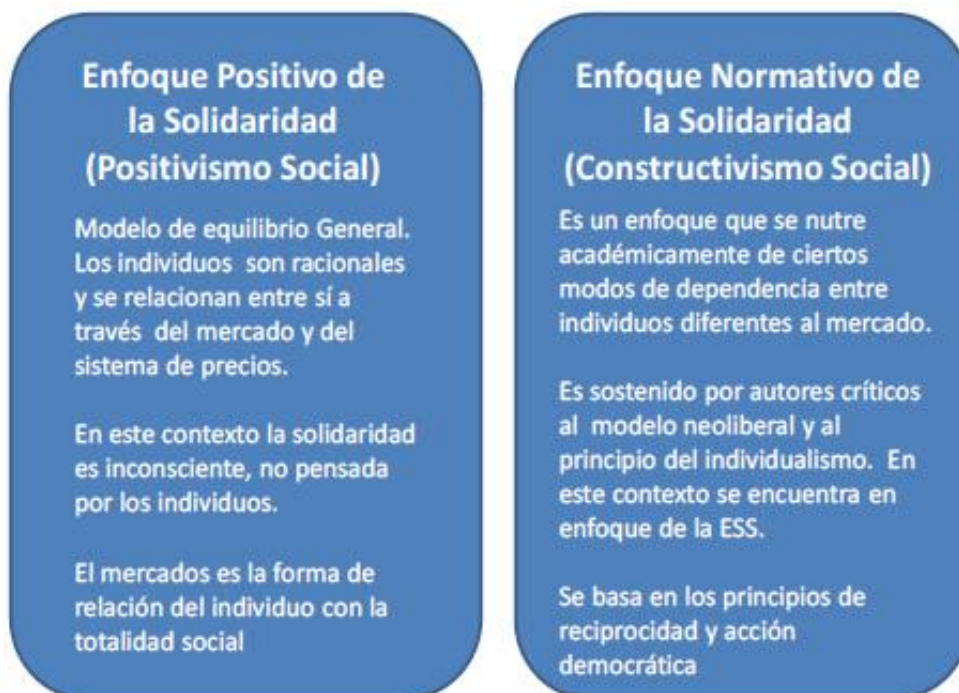 Enfoque Positivo de
la Solidaridad
(Positivismo Social)
Modelo de equilibrio General.
Los individuos son racionales
y se relacionan entre sí a
través del mercado y del
sistema de precios.
En este contexto la solidaridad
es inconsciente, no pensada
por los individuos.
El mercados es la forma de
relación del individuo con la
totalidad social
Enfoque Normativo de
la Solidaridad
(Constructivismo Social)
Es un enfoque que se nutre
académicamente de ciertos
modos de dependencia entre
individuos diferentes al mercado.
Es sostenido por autores críticos
al modelo neoliberal y al
principio del individualismo. En
este contexto se encuentra en
enfoque de la ESS.
Se basa en los principios de
reciprocidad y acción
democrática